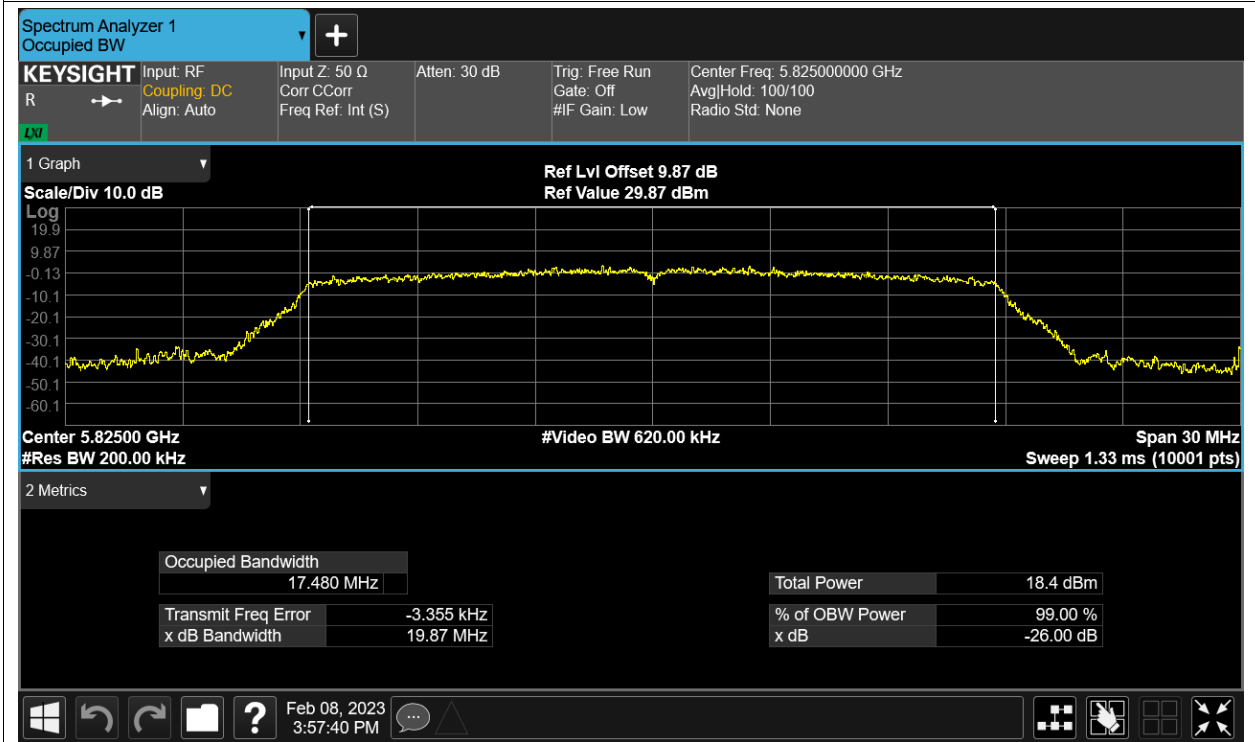 Spectrum Analyzer 1
Occupied BW
KEYSIGHT
R
LXI
Input: RF
Coupling: DC
Align: Auto
Input Z: 50 Ω
Corr CCorr
Freq Ref: Int (S)
Atten: 30 dB
Trig: Free Run
Gate: Off
#IF Gain: Low
Center Freq: 5.825000000 GHz
Avg|Hold: 100/100
Radio Std: None
1 Graph
Scale/Div 10.0 dB
Ref Lvl Offset 9.87 dB
Ref Value 29.87 dBm
Log
19.9
9.87
-0.13
-10.1
-20.1
-30.1
-40.1
-50.1
-60.1
Center 5.82500 GHz
#Video BW 620.00 kHz
Span 30 MHz
#Res BW 200.00 kHz
Sweep 1.33 ms (10001 pts)
2 Metrics
Occupied Bandwidth
17.480 MHz
Total Power 18.4 dBm
Transmit Freq Error -3.355 kHz
% of OBW Power 99.00 %
x dB Bandwidth 19.87 MHz
x dB -26.00 dB
?
Feb 08, 2023
3:57:40 PM